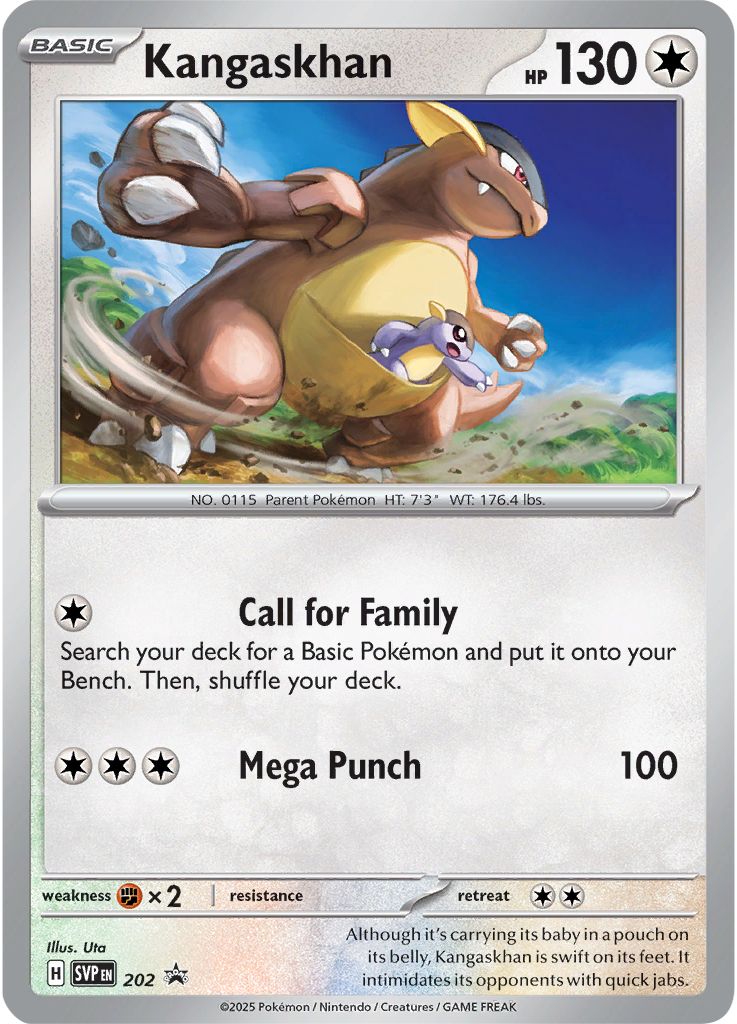 BASIC
Kangaskhan
HP 130
NO. 0115 Parent Pokémon HT: 7'3" WT: 176.4 lbs.
Call for Family
Search your deck for a Basic Pokémon and put it onto your
Bench. Then, shuffle your deck.
Mega Punch 100
weakness ×2 resistance retreat
Illus. Uta
Although it's carrying its baby in a pouch on
its belly, Kangaskhan is swift on its feet. It
intimidates its opponents with quick jabs.
H SVP EN 202 PROMO
©2025 Pokémon / Nintendo / Creatures / GAME FREAK